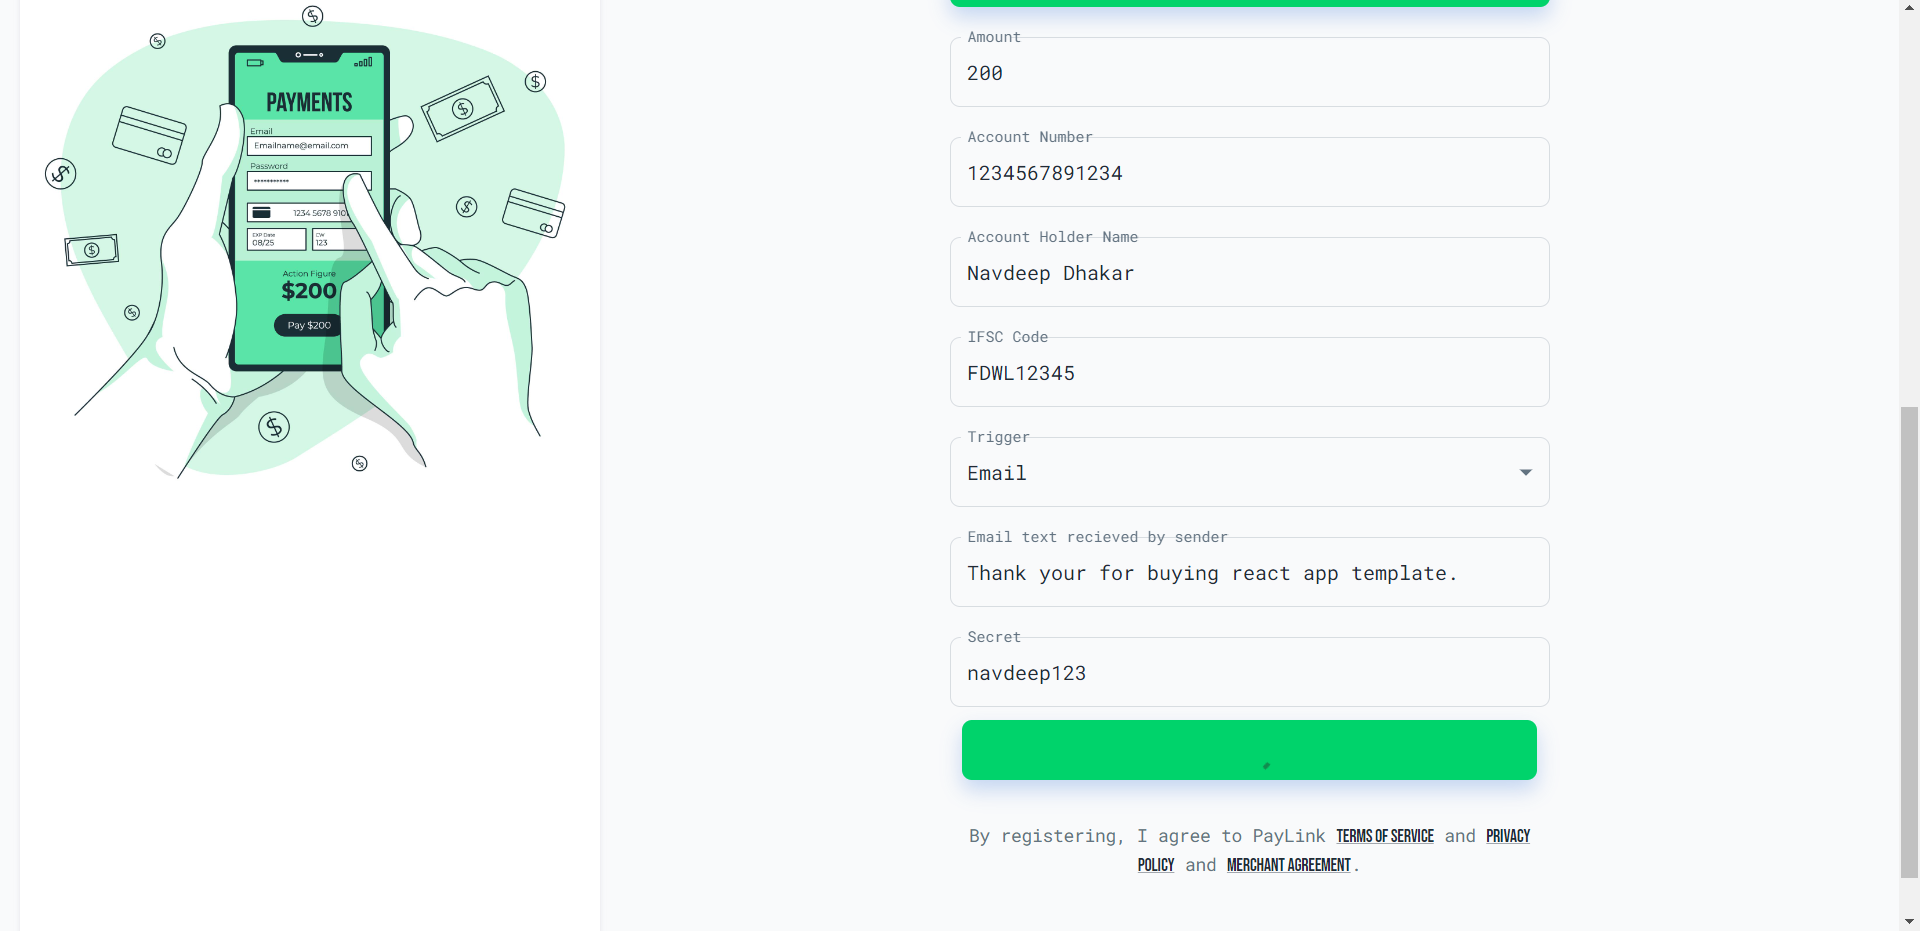 PAYMENTS
Email
Emailname@email.com
Password
***********
1234 5678 910
EXP Date
08/25
CVV
123
Action Figure
$200
Pay $200
Amount
200
Account Number
1234567891234
Account Holder Name
Navdeep Dhakar
IFSC Code
FDWL12345
Trigger
Email
Email text recieved by sender
Thank your for buying react app template.
Secret
navdeep123
By registering, I agree to PayLink TERMS OF SERVICE and PRIVACY
POLICY and MERCHANT AGREEMENT.